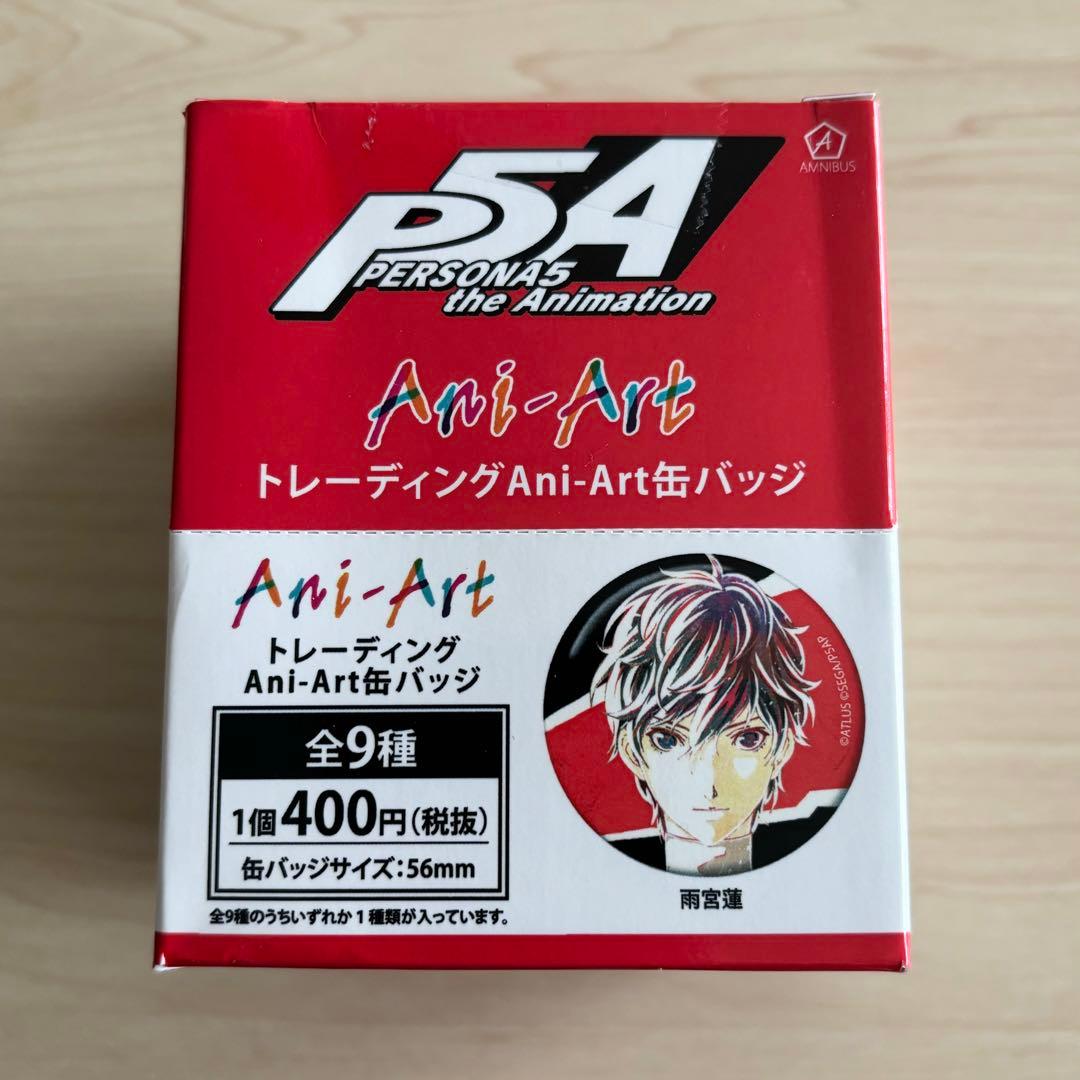 P5A
PERSONA5
the Animation
AMNIBUS
Ani-Art
トレーディングAni-Art缶バッジ
Ani-Art
トレーディング
Ani-Art缶バッジ
全9種
1個400円(税抜)
缶バッジサイズ:56mm
全9種のうちいずれか1種類が入っています。
©ATLUS ©SEGA/P5AP
雨宮蓮